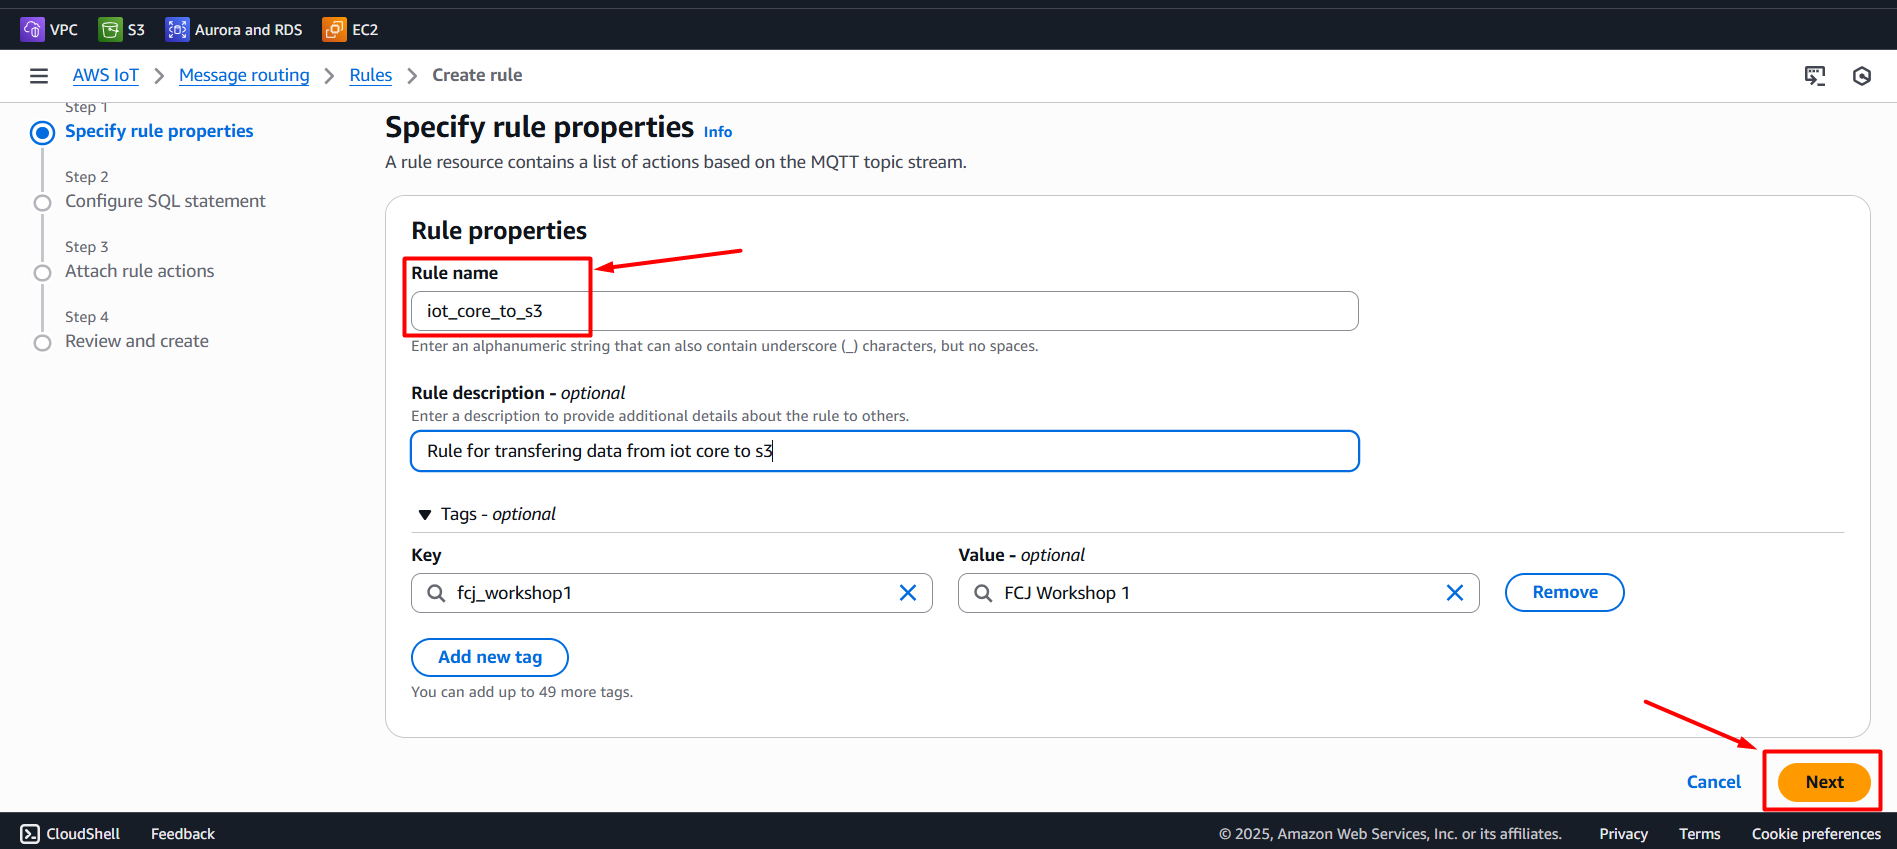 VPC S3 Aurora and RDS EC2
AWS IoT > Message routing > Rules > Create rule
Step 1
Specify rule properties
Step 2
Configure SQL statement
Step 3
Attach rule actions
Step 4
Review and create
Specify rule properties Info
A rule resource contains a list of actions based on the MQTT topic stream.
Rule properties
Rule name
iot_core_to_s3
Enter an alphanumeric string that can also contain underscore (_) characters, but no spaces.
Rule description - optional
Enter a description to provide additional details about the rule to others.
Rule for transfering data from iot core to s3
Tags - optional
Key Value - optional
fcj_workshop1 FCJ Workshop 1 Remove
Add new tag
You can add up to 49 more tags.
Cancel Next
CloudShell Feedback © 2025, Amazon Web Services, Inc. or its affiliates. Privacy Terms Cookie preferences